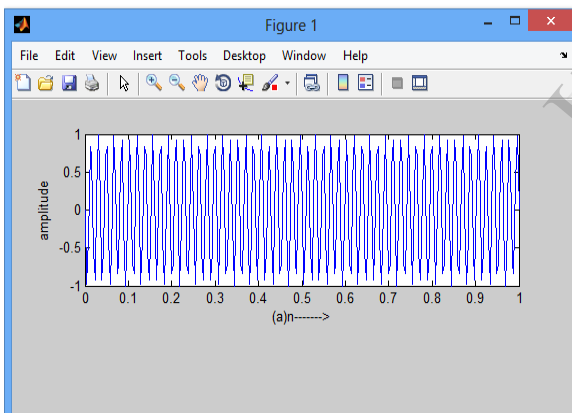 Figure 1
File Edit View Insert Tools Desktop Window Help
1
0.5
0
-0.5
-1
amplitude
0 0.1 0.2 0.3 0.4 0.5 0.6 0.7 0.8 0.9 1
(a)n------->